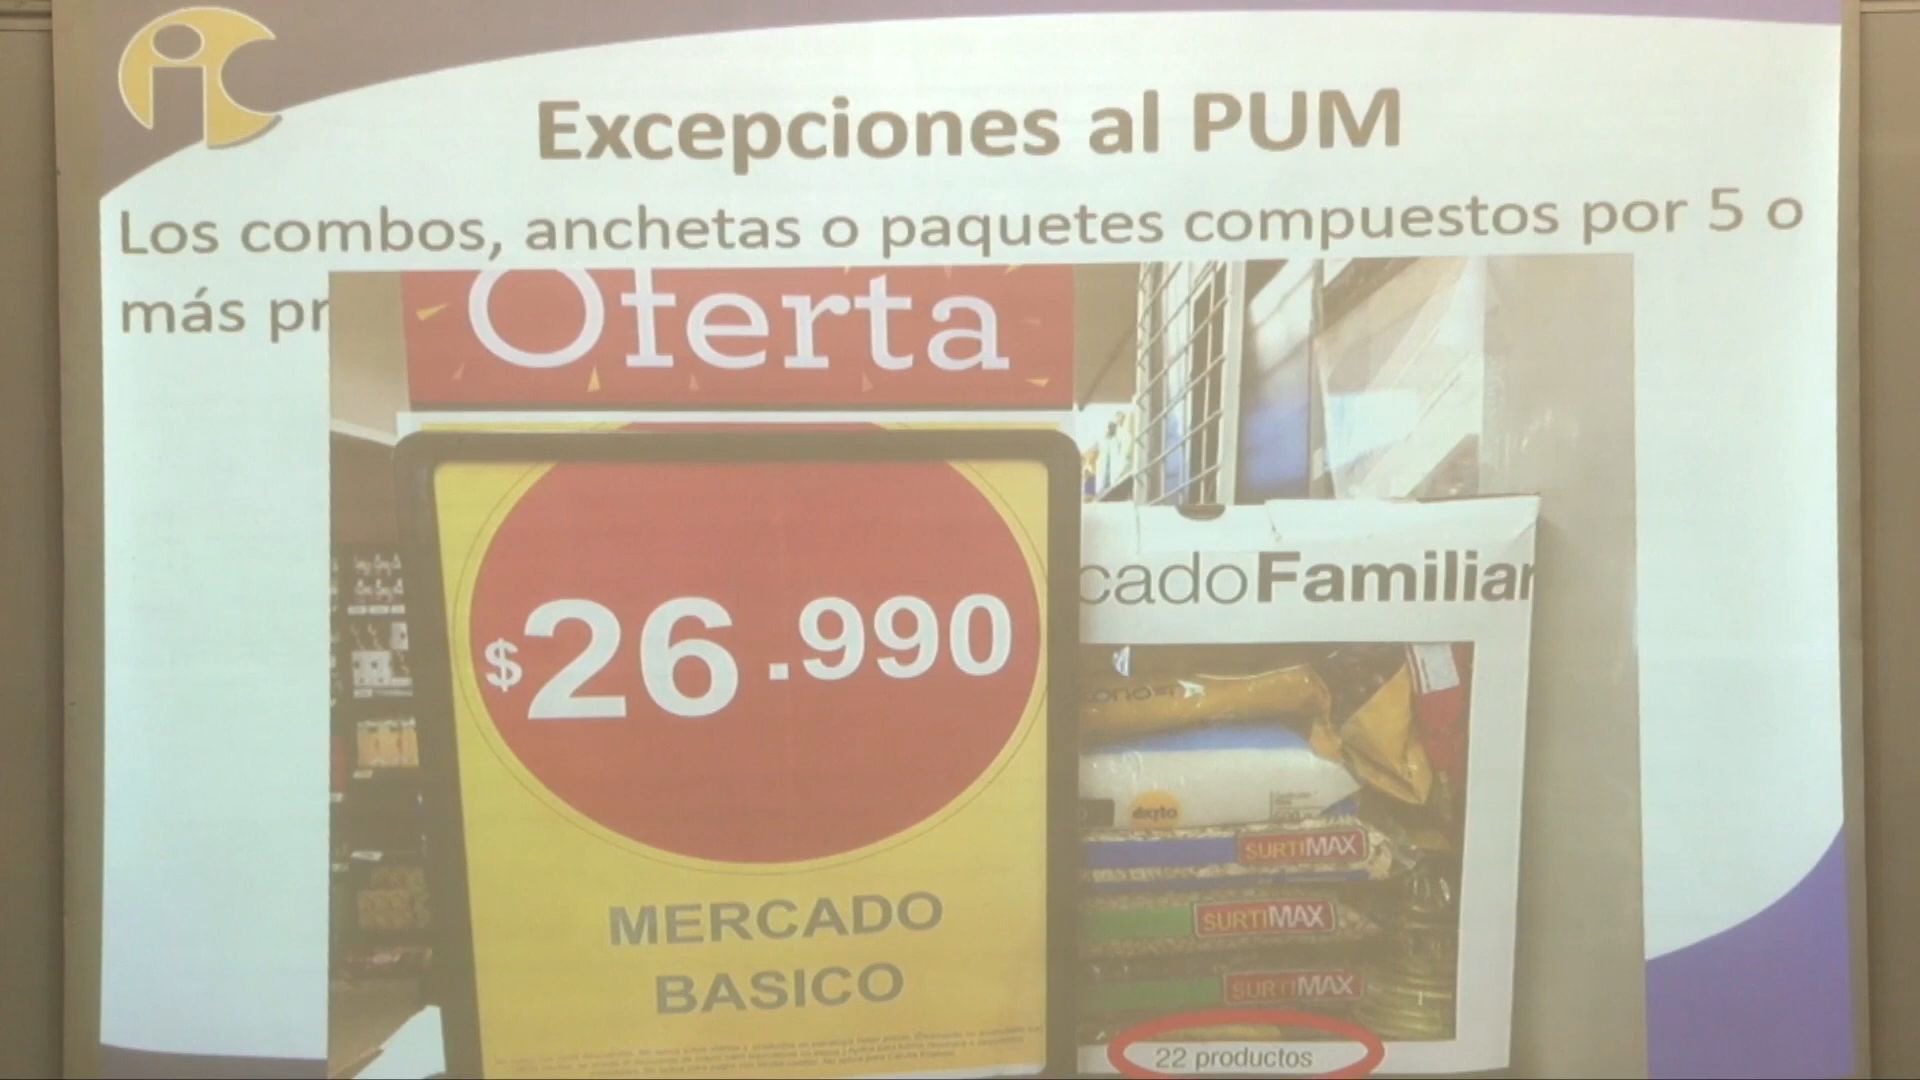 Excepciones al PUM
Los combos, anchetas o paquetes compuestos por 5 o
más pr
Oferta
$26.990
MERCADO
BASICO
cadoFamiliar
éxito
SURTIMAX
SURTIMAX
SURTIMAX
22 productos